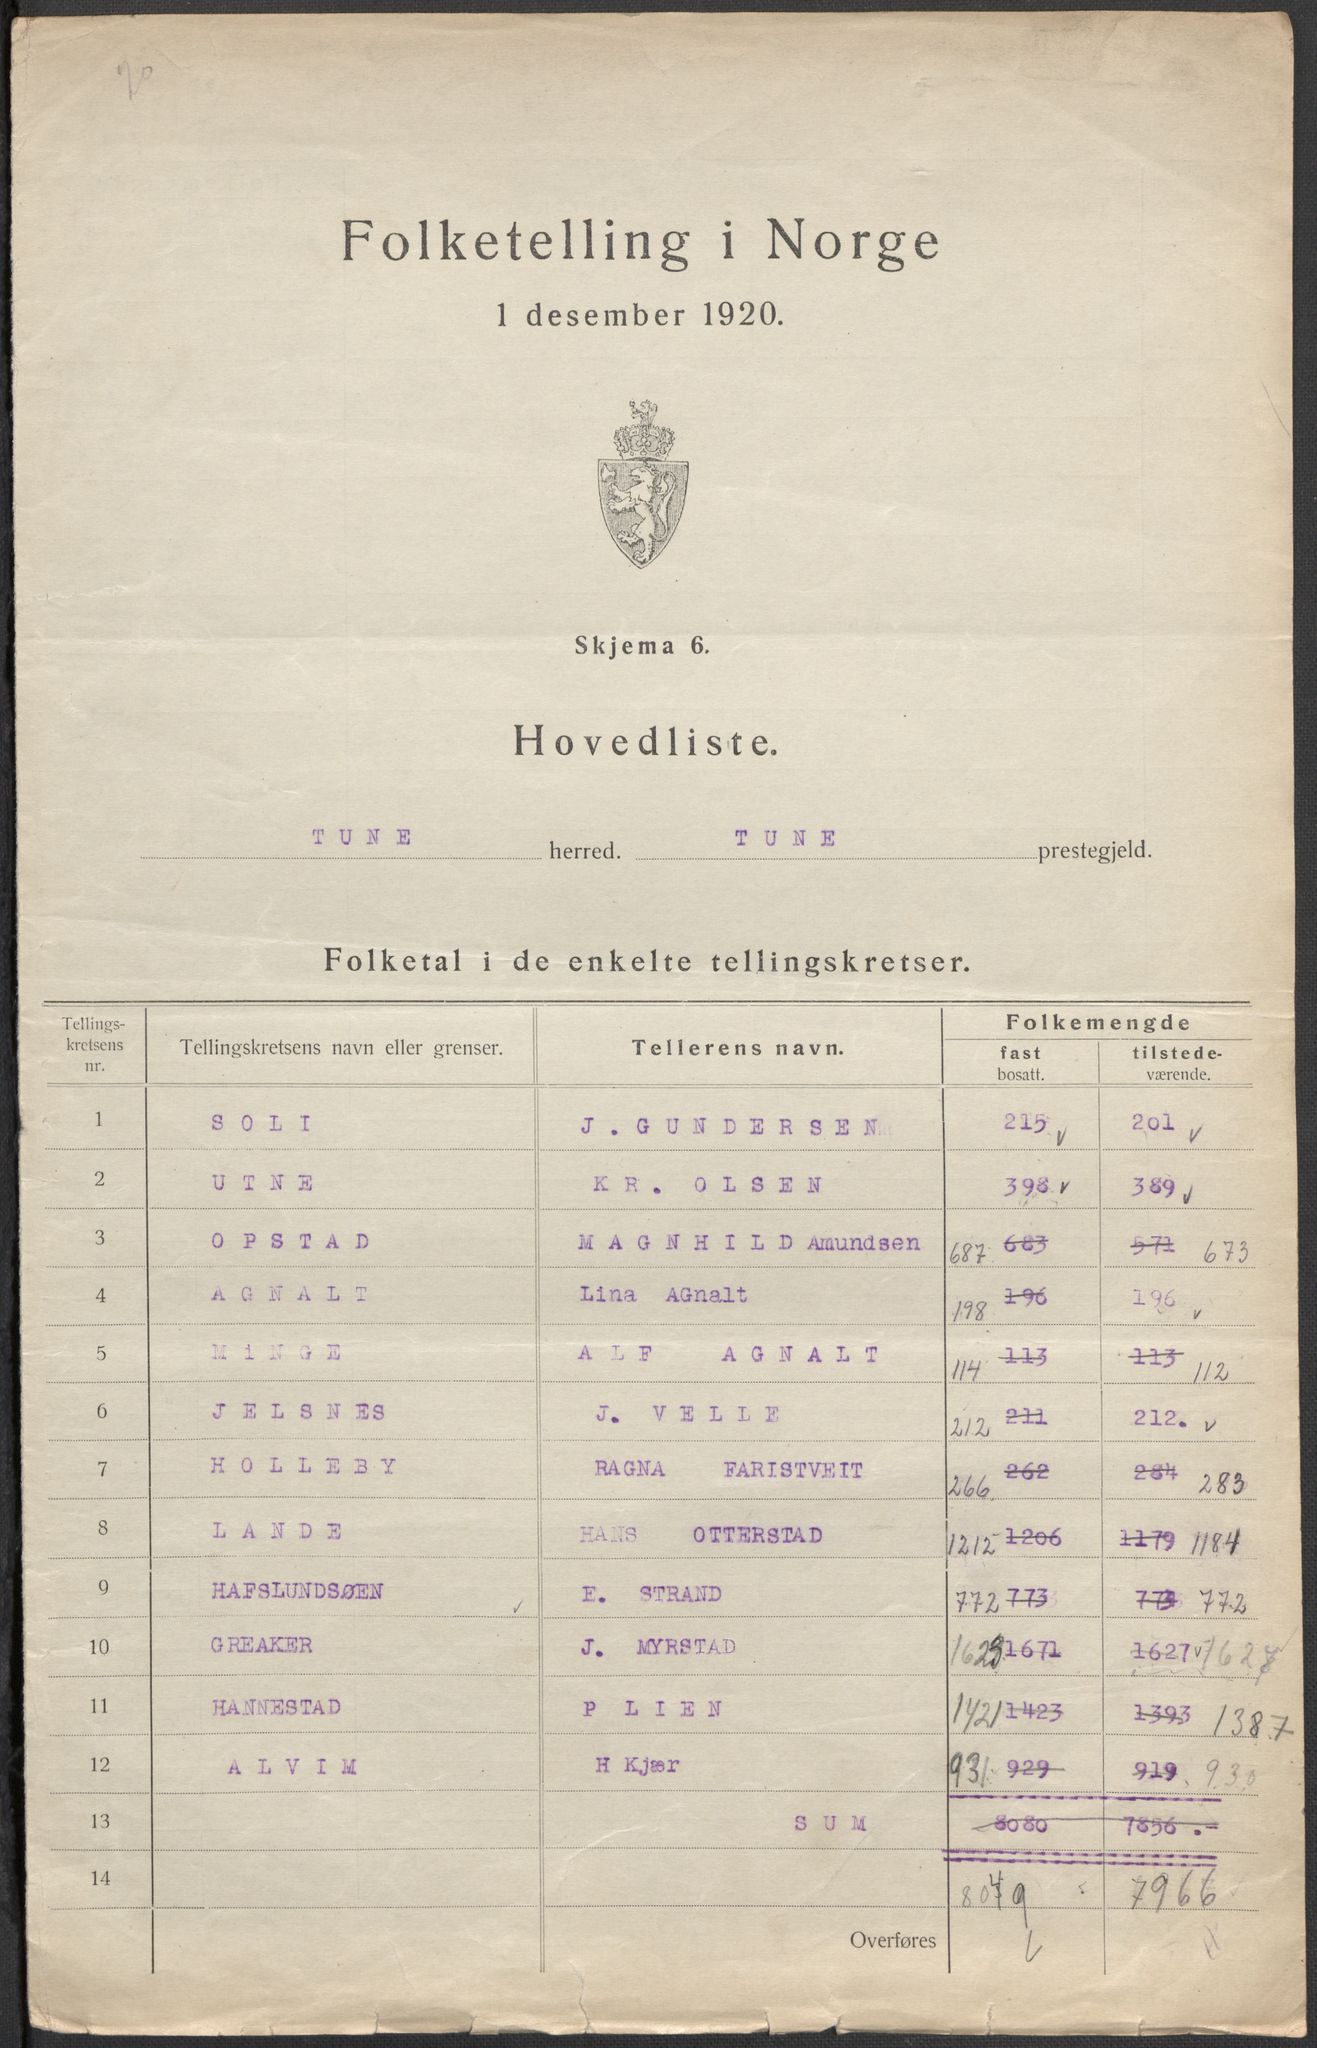 20
Folketelling i Norge
1 desember 1920.
Skjema 6.
Hovedliste.
TUNE herred. TUNE prestegjeld.
Folketal i de enkelte tellingskretser.
Tellings-kretsens nr. Tellingskretsens navn eller grenser. Tellerens navn. Folkemengde
fast bosatt. tilstede-værende.
1 SOLI J. GUNDERSEN 215 ✓ 201 ✓
2 UTNE KR. OLSEN 398 ✓ 389 ✓
3 OPSTAD MAGNHILD Amundsen 687 683 571 673
4 AGNALT Lina AGnalt 198 196 196 ✓
5 MiNGE ALF AGNALT 114 113 113 112
6 JELSNES J. VELLE 212 211 212. ✓
7 HOLLEBY RAGNA FARISTVEIT 266 262 284 283
8 LANDE HANS OTTERSTAD 1212 1206 1179 1184
9 HAFSLUNDSØEN ✓ E. STRAND 772 773 772
10 GREAKER J. MYRSTAD 1671 1627 ✓ 1627
11 HANNESTAD P LIEN 1421 1423 1393 1387
12 ALVIM H Kjær 931 929 919. 930
13 SUM 8080 7856.-
14 8049 7966
Overføres ✓